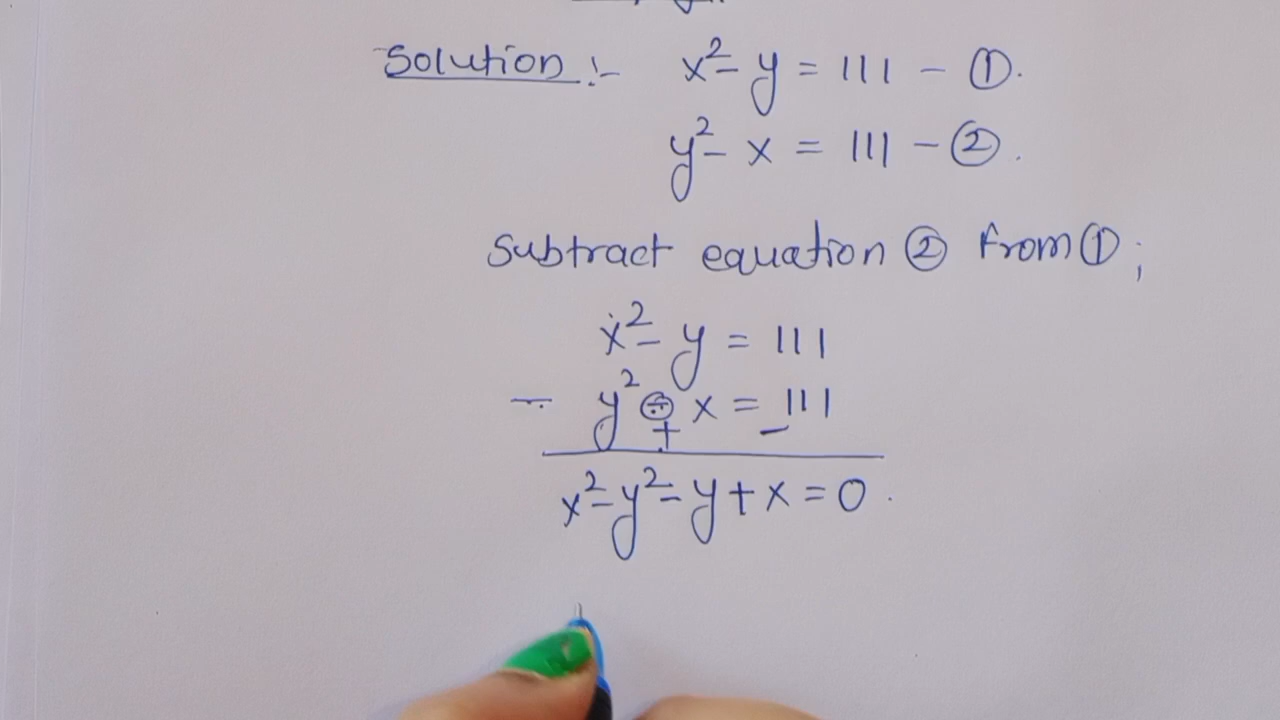 Solution :- x² - y = 111 - ①.
y² - x = 111 - ②.
Subtract equation ② from ①;
x² - y = 111
- y² - x = 111
+ -
x² - y² - y + x = 0.